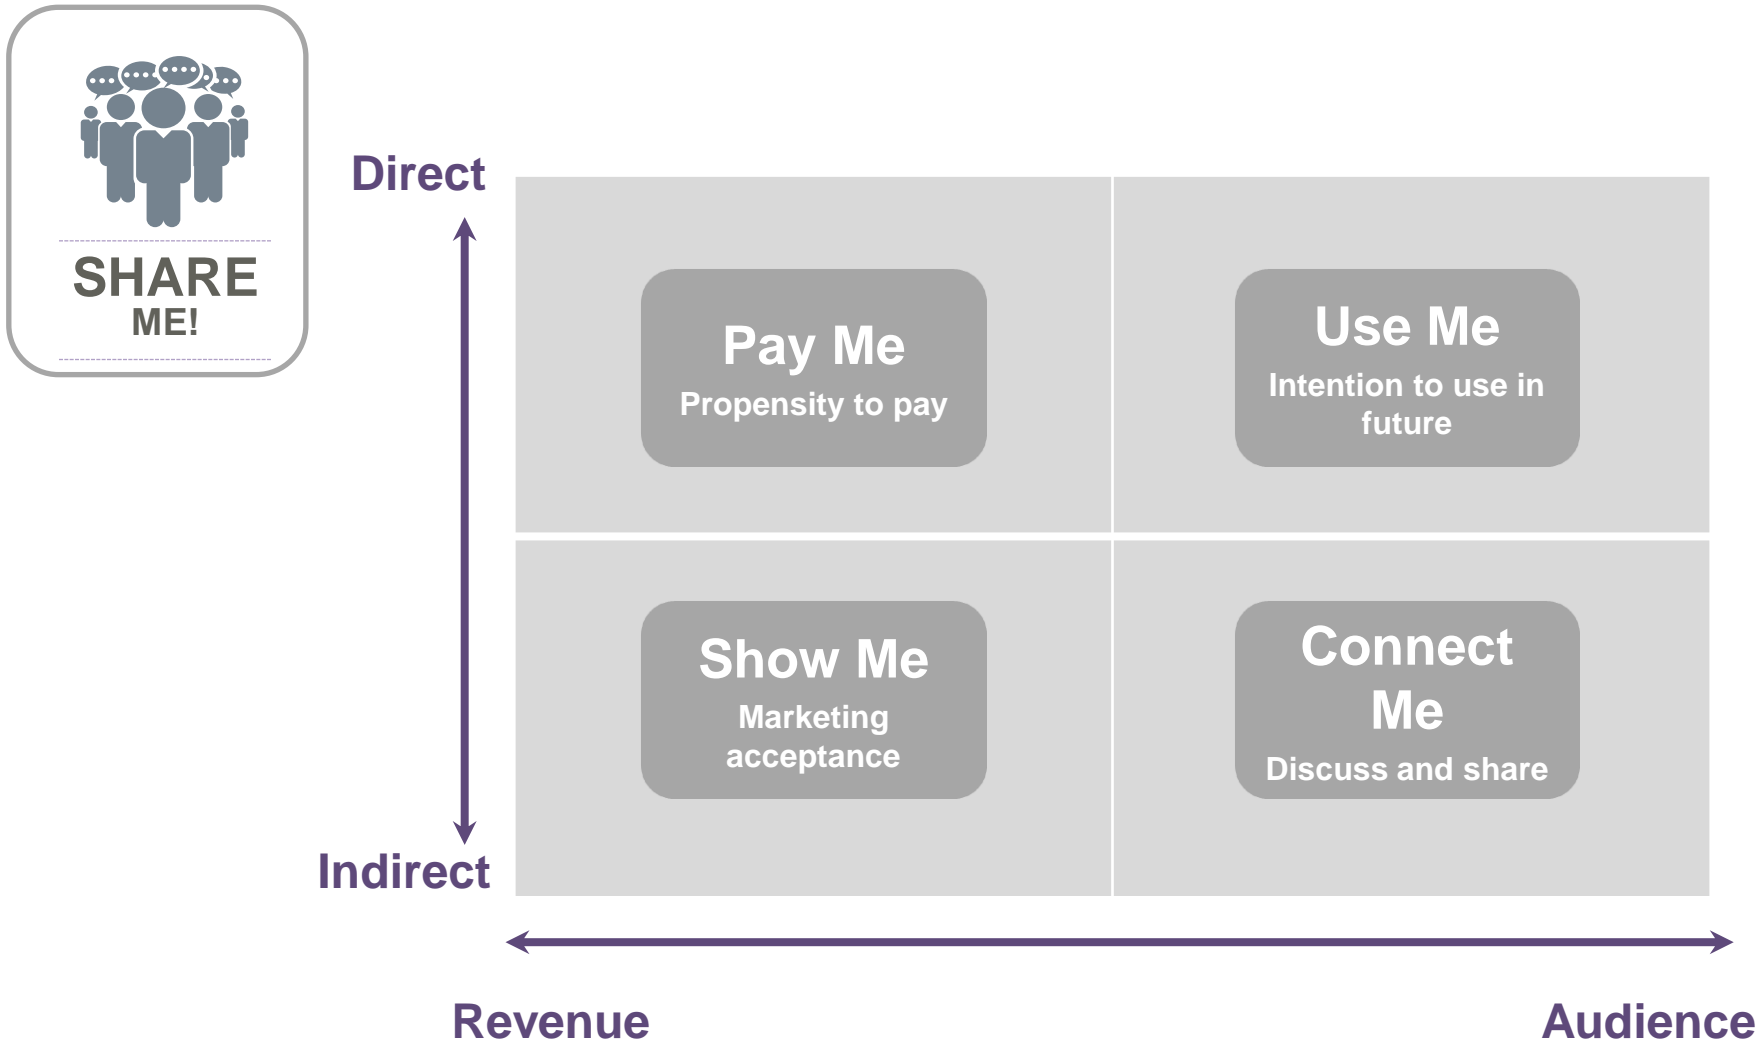 SHARE
ME!
Direct
Pay Me
Propensity to pay
Use Me
Intention to use in
future
Show Me
Marketing
acceptance
Connect
Me
Discuss and share
Indirect
Revenue
Audience